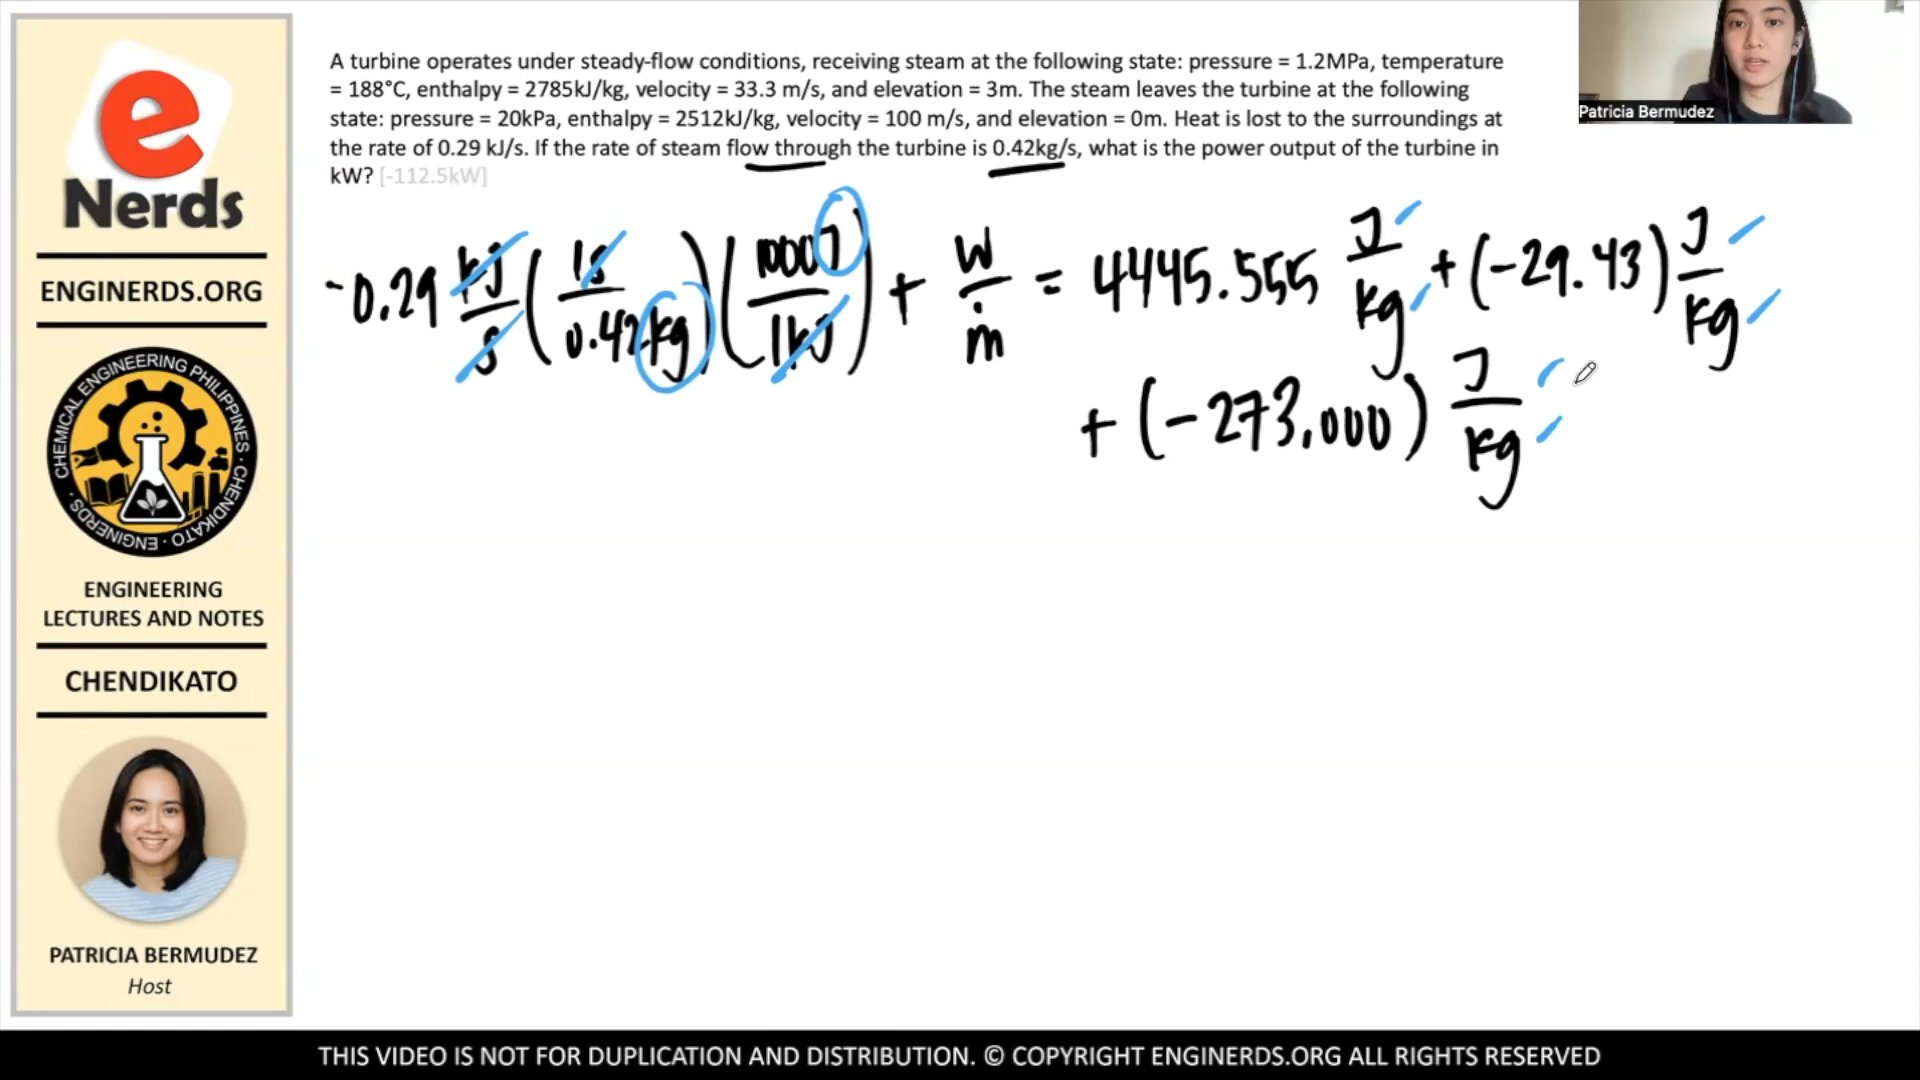 e
Nerds
ENGINERDS.ORG
CHEMICAL ENGINEERING PHILIPPINES · CHENDIKATO · ENGINERDS ·
ENGINEERING
LECTURES AND NOTES
CHENDIKATO
PATRICIA BERMUDEZ
Host
A turbine operates under steady-flow conditions, receiving steam at the following state: pressure = 1.2MPa, temperature
= 188°C, enthalpy = 2785kJ/kg, velocity = 33.3 m/s, and elevation = 3m. The steam leaves the turbine at the following
state: pressure = 20kPa, enthalpy = 2512kJ/kg, velocity = 100 m/s, and elevation = 0m. Heat is lost to the surroundings at
the rate of 0.29 kJ/s. If the rate of steam flow through the turbine is 0.42kg/s, what is the power output of the turbine in
kW? [-112.5kW]
-0.29 kJ/s (1s/0.42kg) (1000J/1kJ) + W/ṁ = 4445.555 J/kg + (-29.43) J/kg
+ (-273,000) J/kg
Patricia Bermudez
THIS VIDEO IS NOT FOR DUPLICATION AND DISTRIBUTION. © COPYRIGHT ENGINERDS.ORG ALL RIGHTS RESERVED